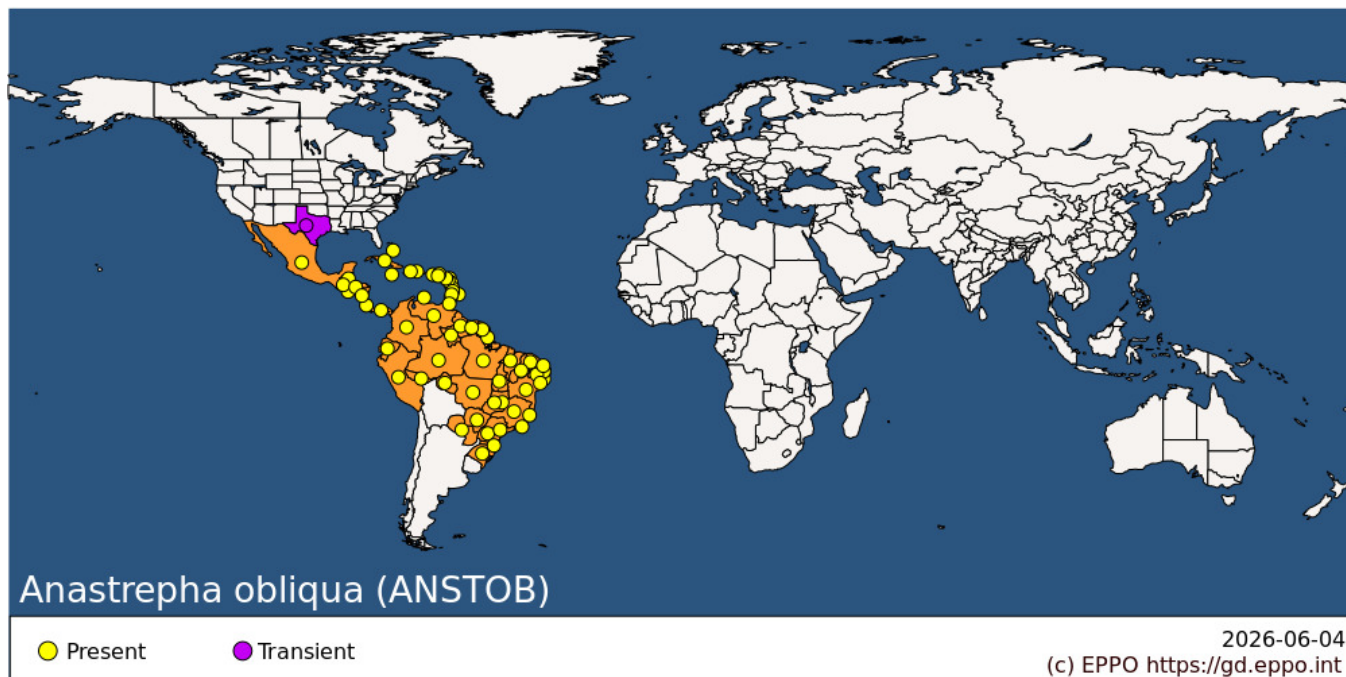 Anastrepha obliqua (ANSTOB)
Present
Transient
2026-06-04
(c) EPPO https://gd.eppo.int